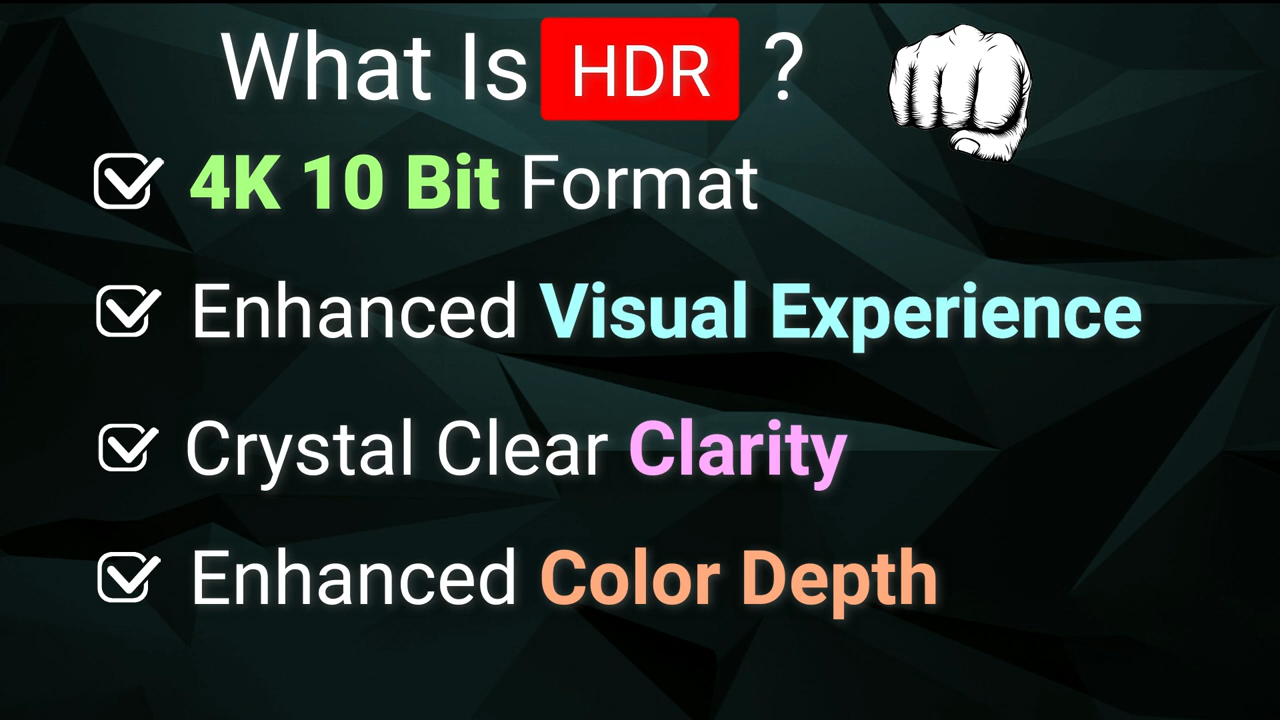 What Is HDR ?
4K 10 Bit Format
Enhanced Visual Experience
Crystal Clear Clarity
Enhanced Color Depth